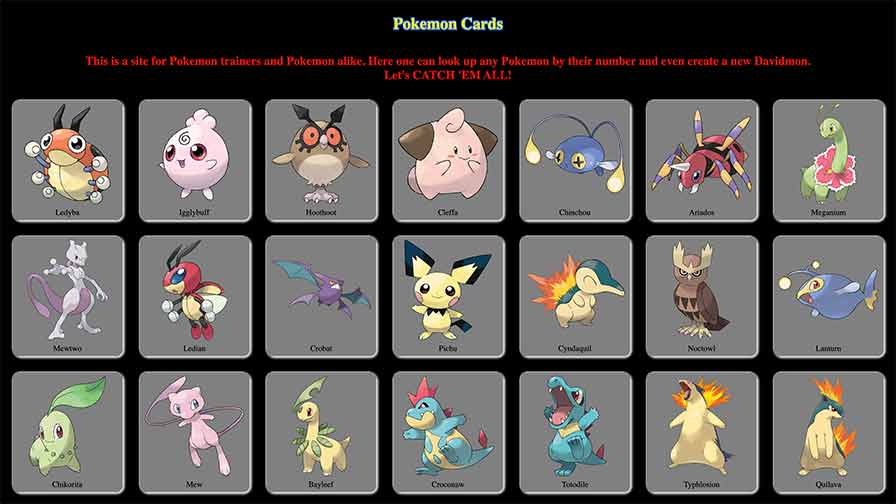 Pokemon Cards
This is a site for Pokemon trainers and Pokemon alike. Here one can look up any Pokemon by their number and even create a new Davidmon.
Let's CATCH 'EM ALL!
Ledyba
Igglybuff
Hoothoot
Cleffa
Chinchou
Ariados
Meganium
Mewtwo
Ledian
Crobat
Pichu
Cyndaquil
Noctowl
Lanturn
Chikorita
Mew
Bayleef
Croconaw
Totodile
Typhlosion
Quilava